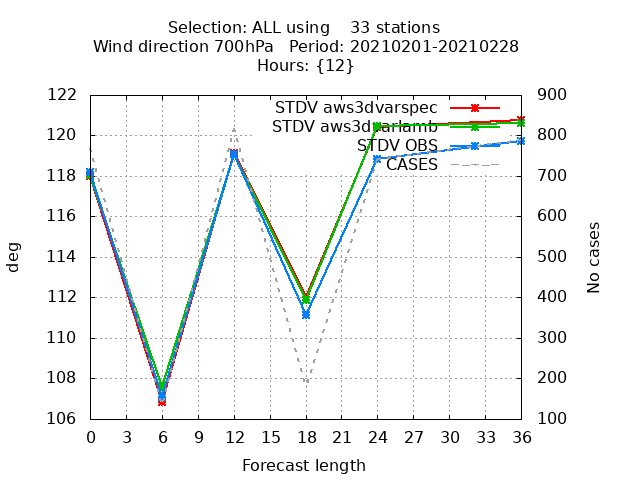 Selection: ALL using 33 stations
Wind direction 700hPa Period: 20210201-20210228
Hours: {12}
STDV aws3dvarspec
STDV aws3dvarlamb
STDV OBS
CASES
122
120
118
116
114
112
110
108
106
deg
900
800
700
600
500
400
300
200
100
No cases
0 3 6 9 12 15 18 21 24 27 30 33 36
Forecast length